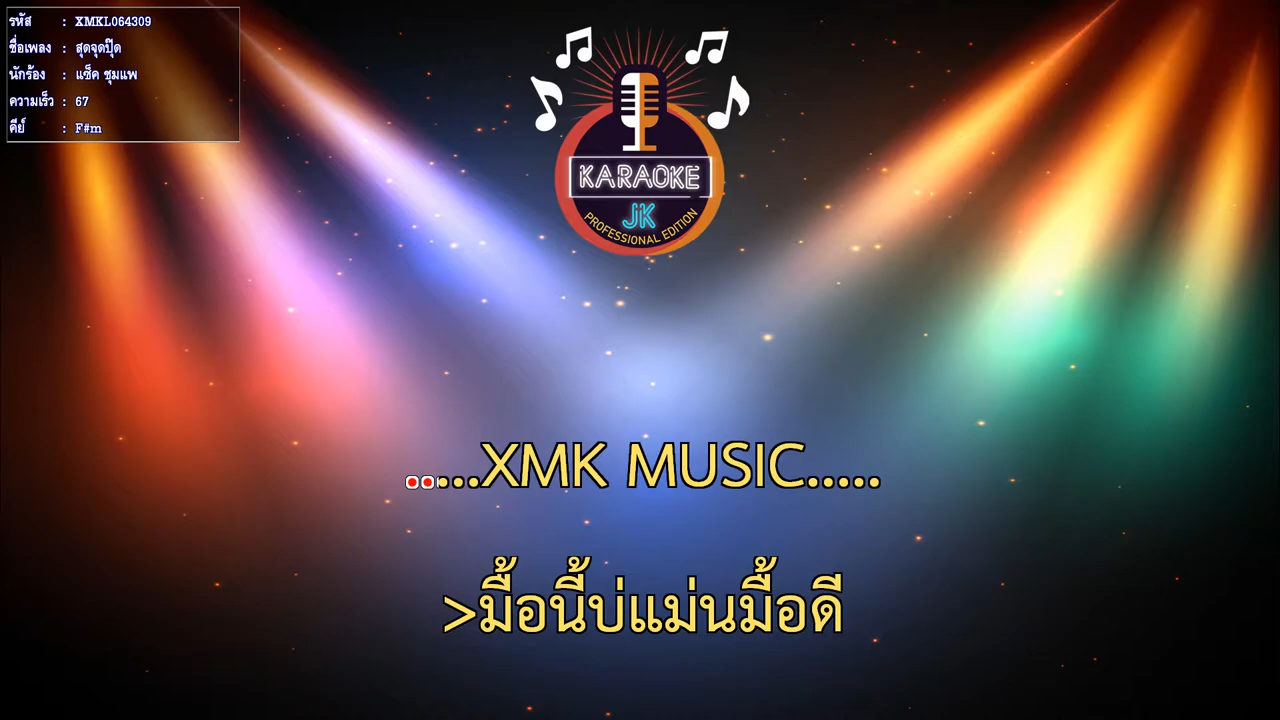 รหัส : XMKL064309
ชื่อเพลง : สุดจุดปุ๊ด
นักร้อง : แซ็ค ชุมแพ
ความเร็ว : 67
คีย์ : F#m
KARAOKE
JK
PROFESSIONAL EDITION
.....XMK MUSIC.....
>มื้อนี้บ่แม่นมื้อดี